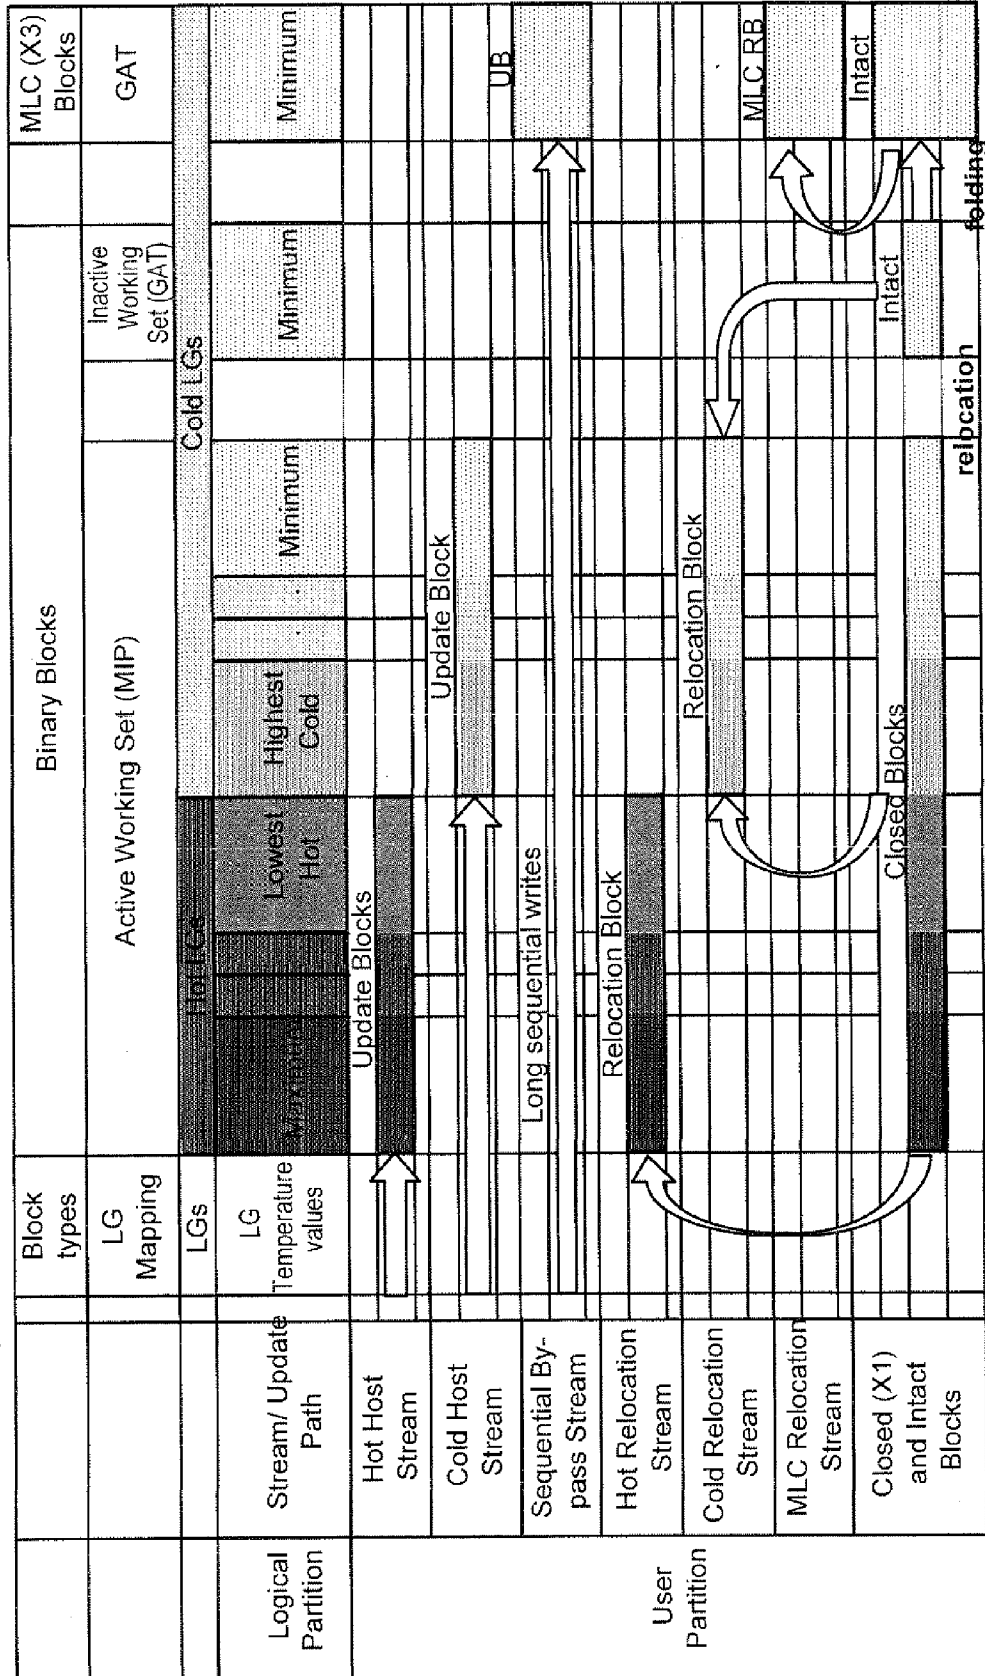 Block
types
Binary Blocks
MLC (X3)
Blocks
LG
Mapping
Active Working Set (MIP)
Inactive
Working
Set (GAT)
GAT
LGs
Hot LGs
Cold LGs
Logical
Partition
Stream/ Update
Path
LG
Temperature
values
Maximum
Lowest
Hot
Highest
Cold
Minimum
Minimum
Minimum
User
Partition
Hot Host
Stream
Update Blocks
Cold Host
Stream
Update Block
Sequential By-
pass Stream
Long sequential writes
UB
Hot Relocation
Stream
Relocation Block
Cold Relocation
Stream
Relocation Block
MLC Relocation
Stream
MLC RB
Closed (X1)
and Intact
Blocks
Closed Blocks
Intact
Intact
relocation
folding